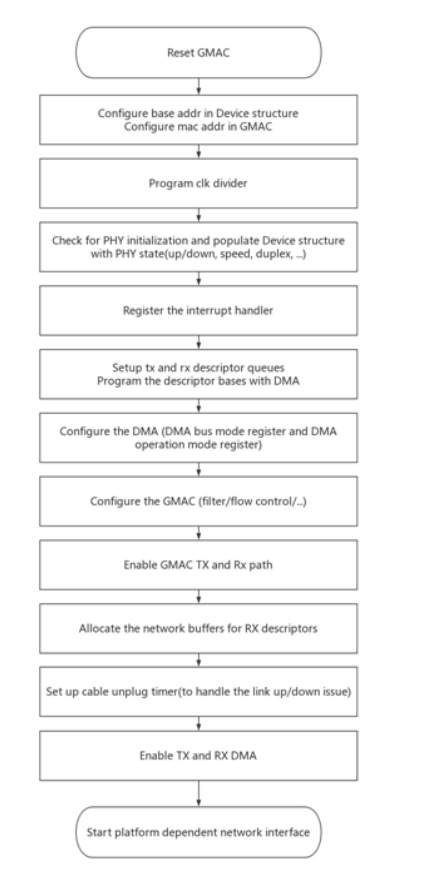 Reset GMAC
Configure base addr in Device structure
Configure mac addr in GMAC
Program clk divider
Check for PHY initialization and populate Device structure
with PHY state(up/down, speed, duplex, ...)
Register the interrupt handler
Setup tx and rx descriptor queues
Program the descriptor bases with DMA
Configure the DMA (DMA bus mode register and DMA
operation mode register)
Configure the GMAC (filter/flow control/...)
Enable GMAC TX and Rx path
Allocate the network buffers for RX descriptors
Set up cable unplug timer(to handle the link up/down issue)
Enable TX and RX DMA
Start platform dependent network interface